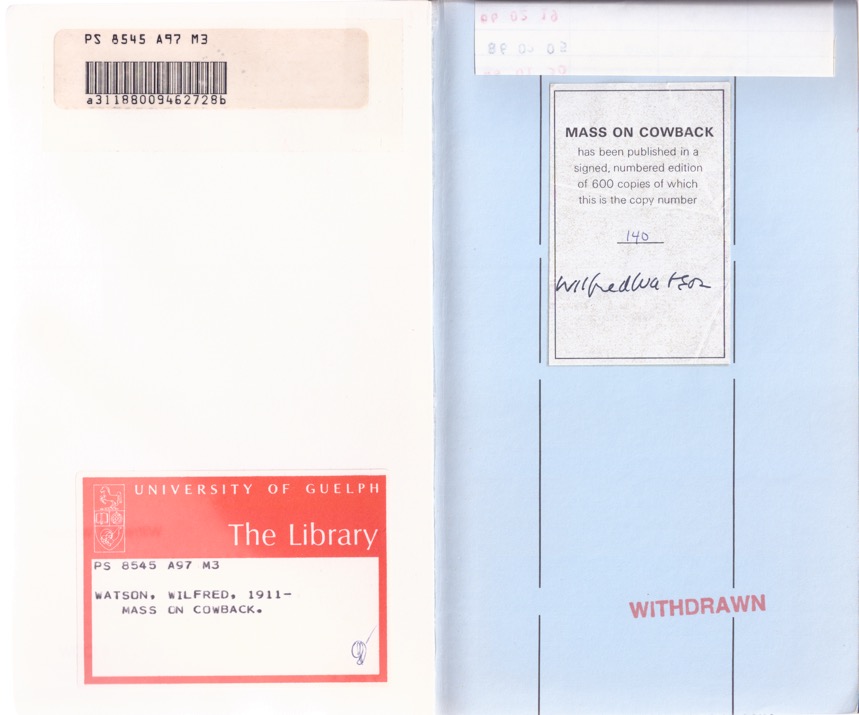 PS 8545 A97 M3
a31188009462728b
UNIVERSITY OF GUELPH
The Library
PS 8545 A97 M3
WATSON, WILFRED, 1911-
MASS ON COWBACK.
MASS ON COWBACK
has been published in a
signed, numbered edition
of 600 copies of which
this is the copy number
140
Wilfred Watson
WITHDRAWN